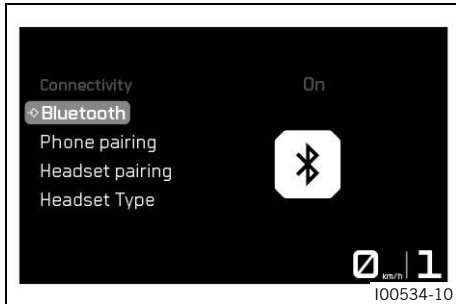 Connectivity On
Bluetooth
Phone pairing
Headset pairing
Headset Type
0 km/h 1
I00534-10